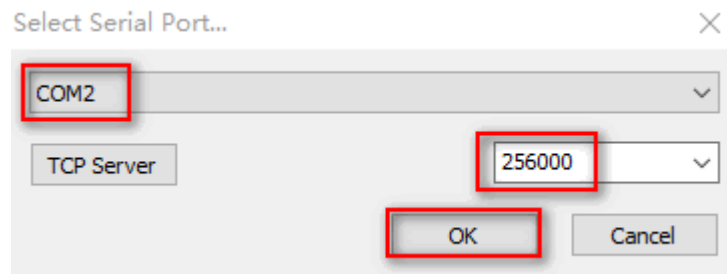 Select Serial Port...
COM2
TCP Server
256000
OK
Cancel